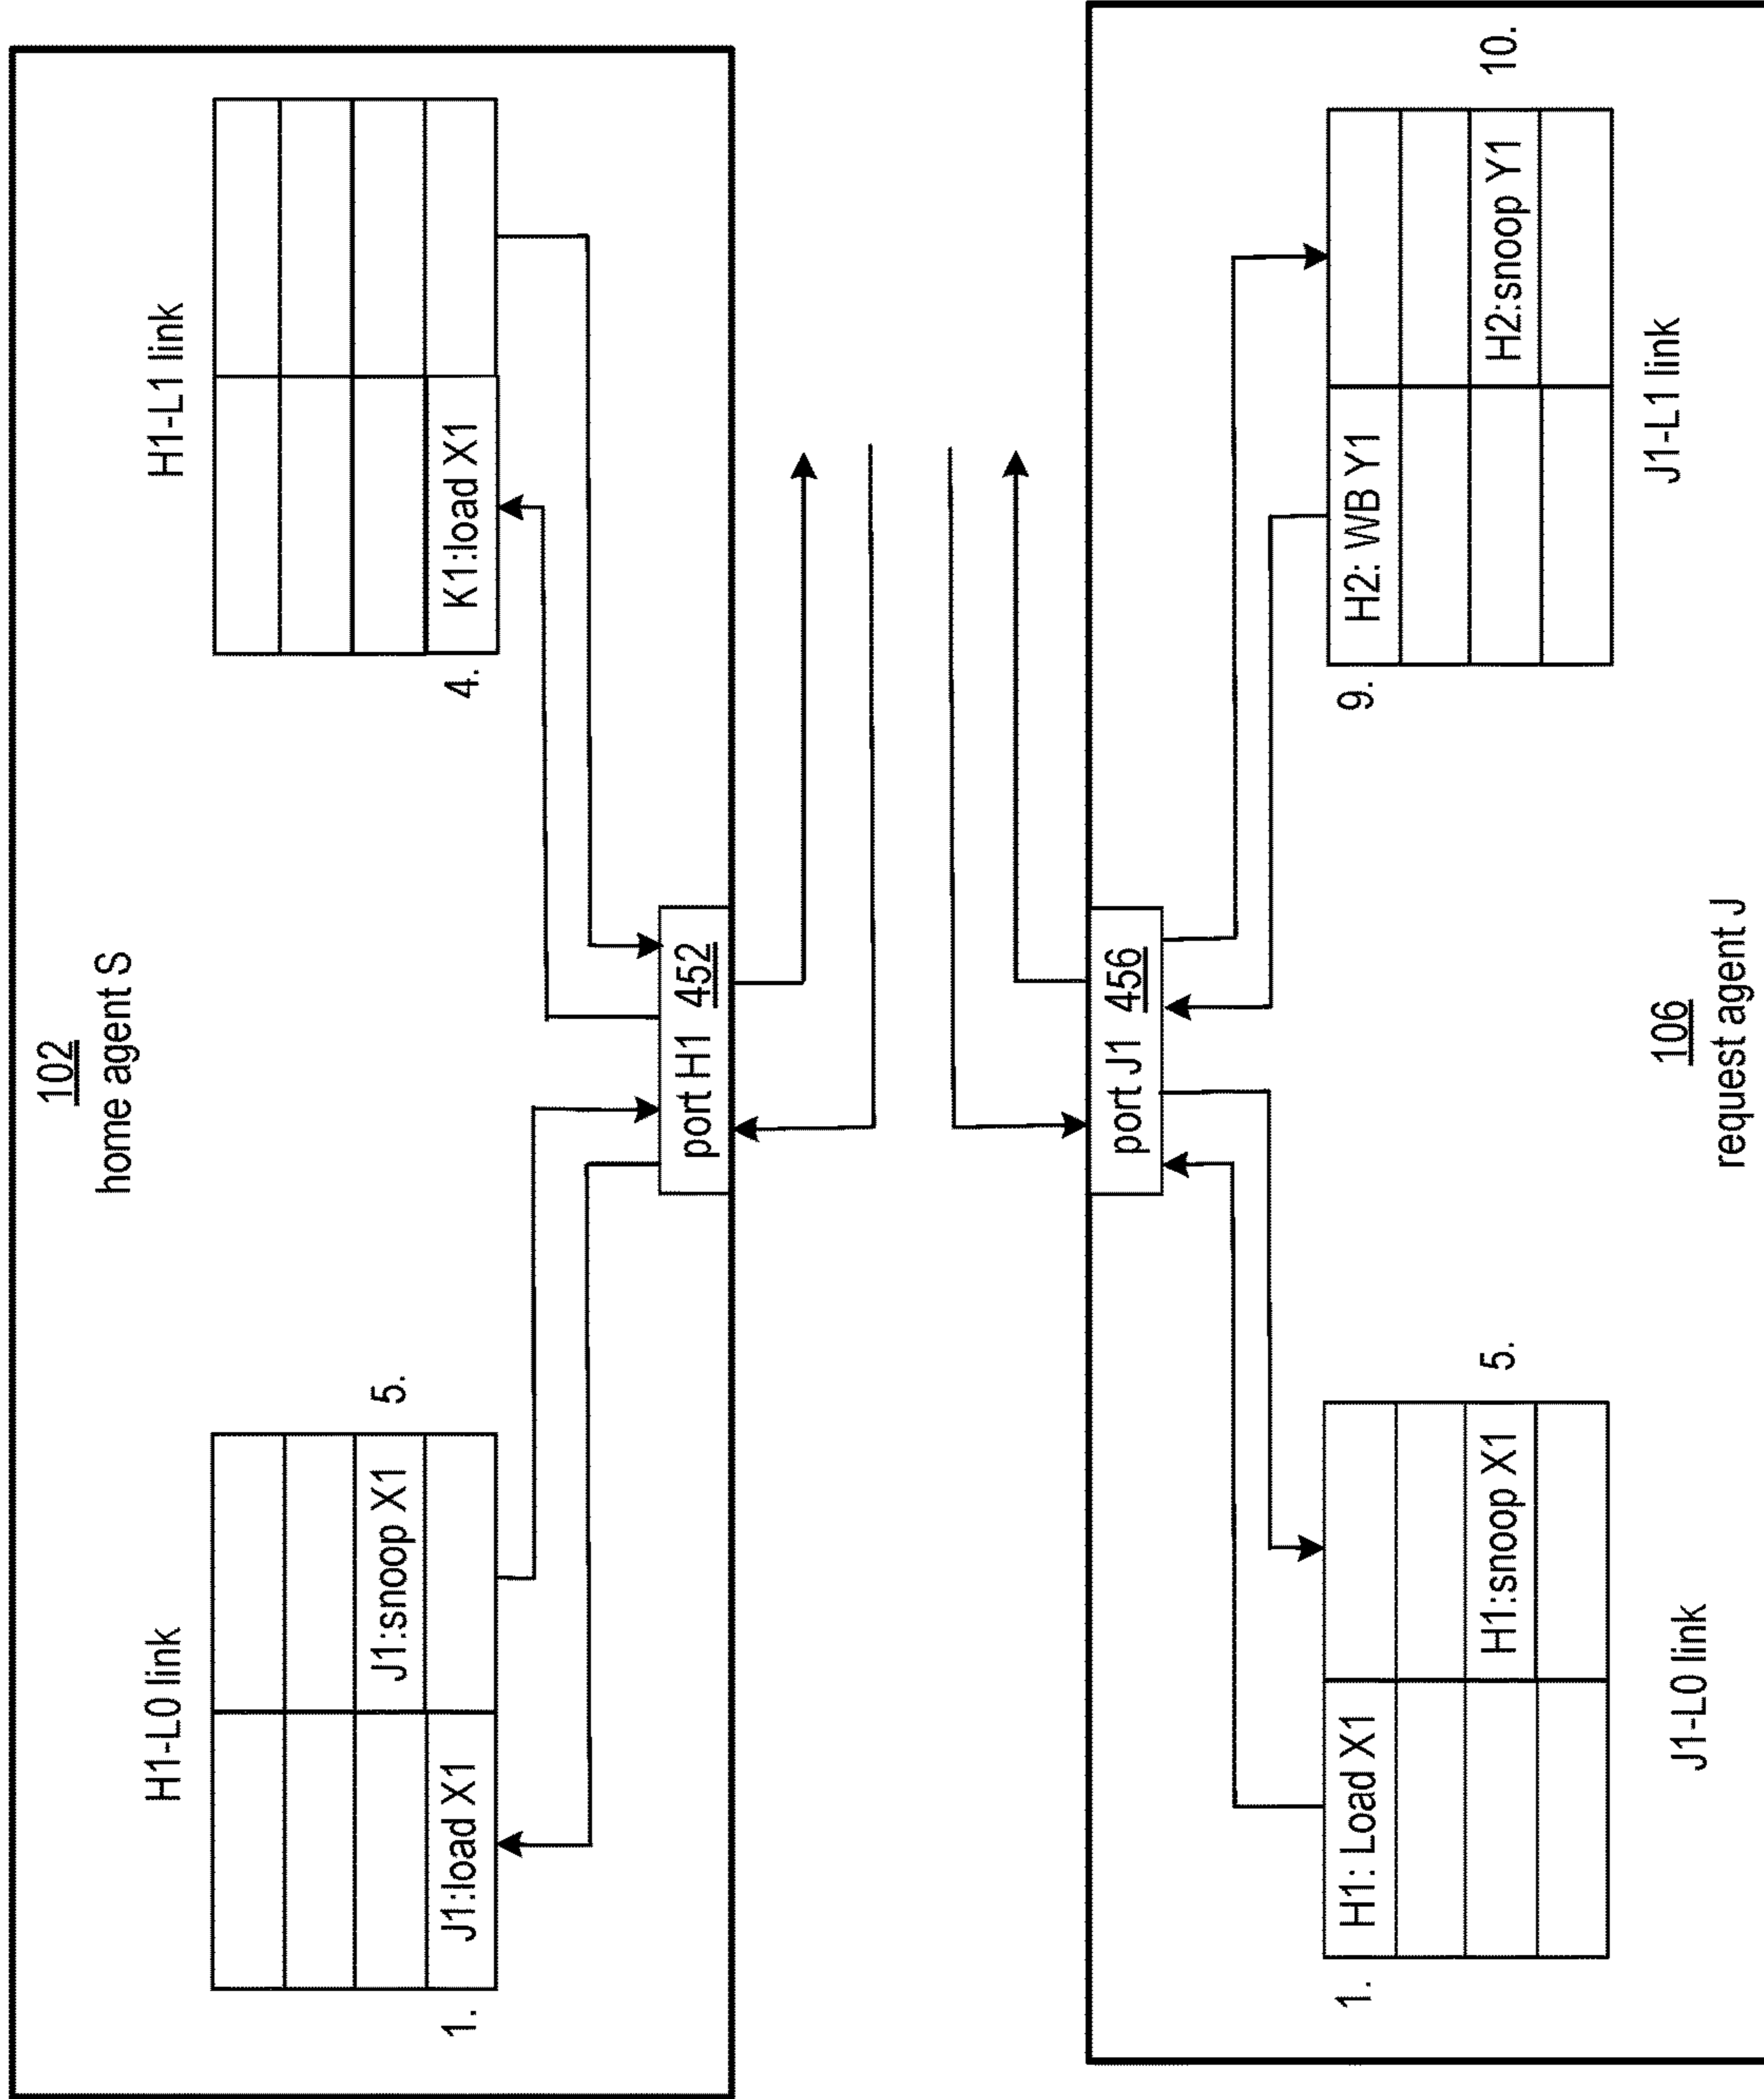 102
home agent S
H1-L0 link
J1:snoop X1
5.
J1:load X1
1.
H1-L1 link
K1:load X1
4.
port H1 452
port J1 456
H1: Load X1
1.
H1:snoop X1
5.
J1-L0 link
H2: WB Y1
9.
H2:snoop Y1
10.
J1-L1 link
106
request agent J